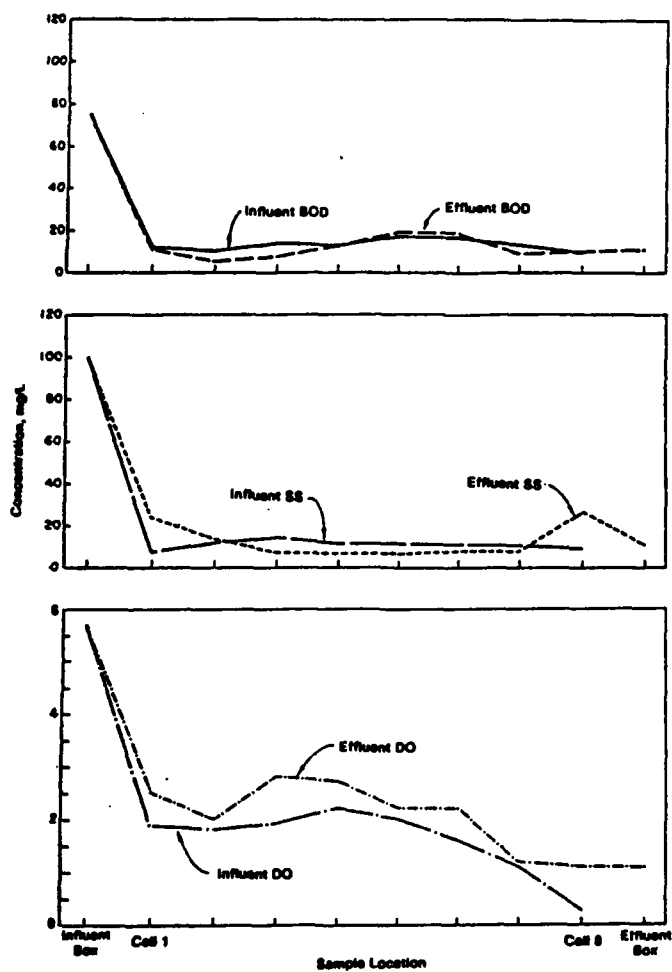 120
100
80
60
40
20
0
Influent BOD
Effluent BOD
120
100
80
60
40
20
0
Influent SS
Effluent SS
Concentration, mg/L
6
4
2
0
Effluent DO
Influent DO
Influent Box
Cell 1
Cell 8
Effluent Box
Sample Location